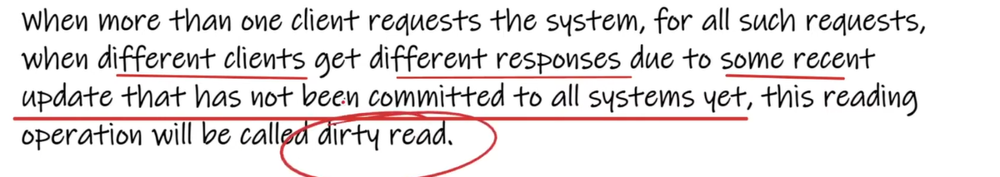 When more than one client requests the system, for all such requests,
when different clients get different responses due to some recent
update that has not been committed to all systems yet, this reading
operation will be called dirty read.